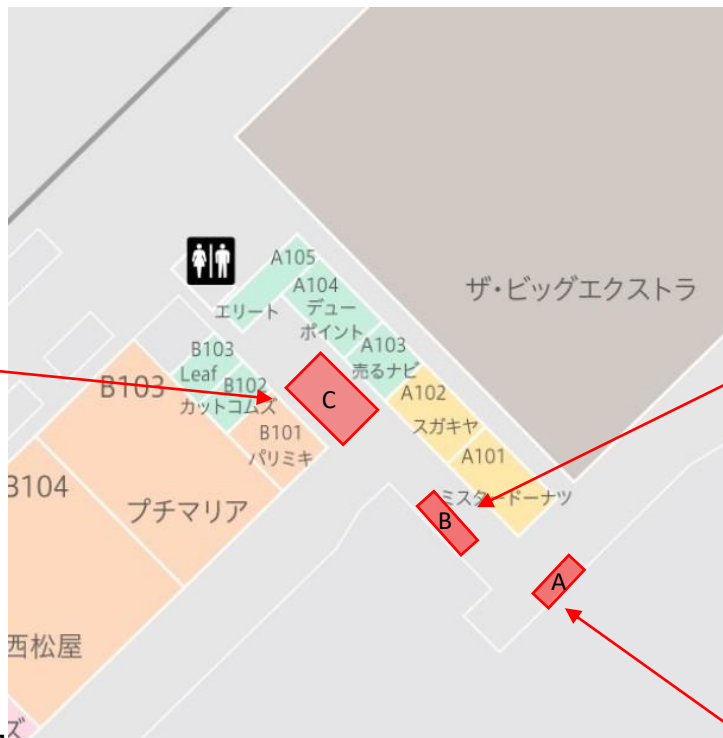 ザ・ビッグエクストラ
A105
エリート
A104
デュー
ポイント
A103
売るナビ
A102
スガキヤ
A101
ミスタードーナツ
B103
Leaf
B102
カットコムズ
B101
パリミキ
C
B
A
B103
プチマリア
B104
西松屋
ズ